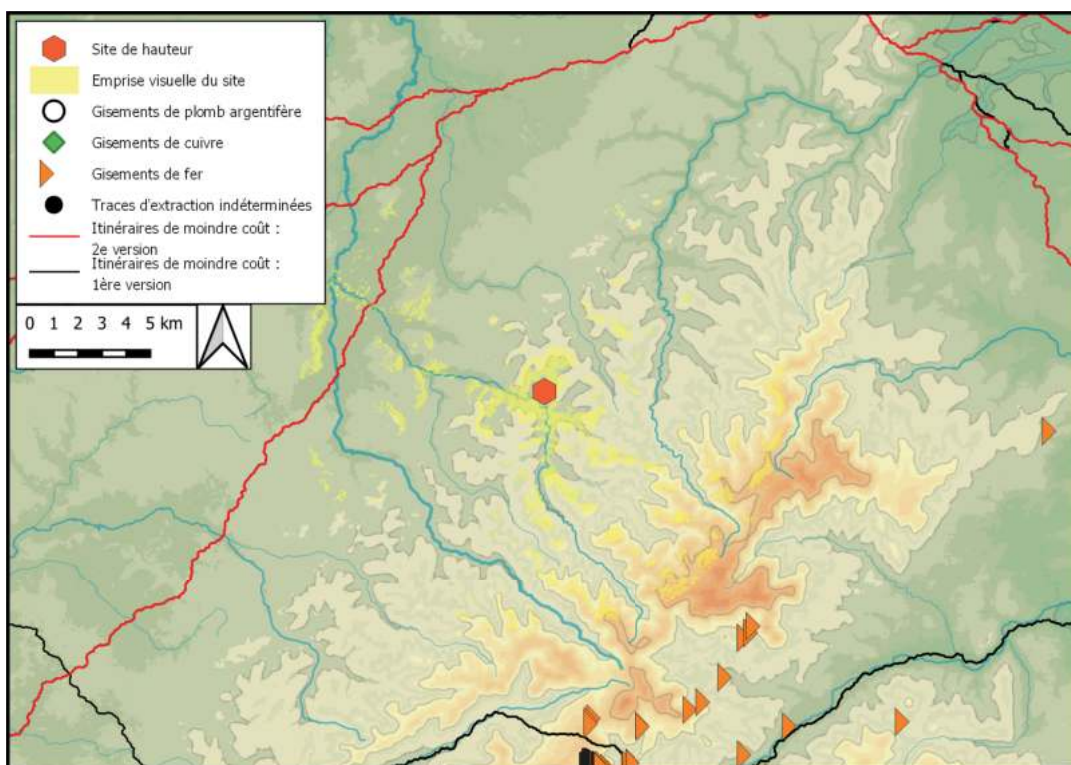 Site de hauteur
Emprise visuelle du site
Gisements de plomb argentifère
Gisements de cuivre
Gisements de fer
Traces d'extraction indéterminées
Itinéraires de moindre coût :
2e version
Itinéraires de moindre coût :
1ère version
0 1 2 3 4 5 km